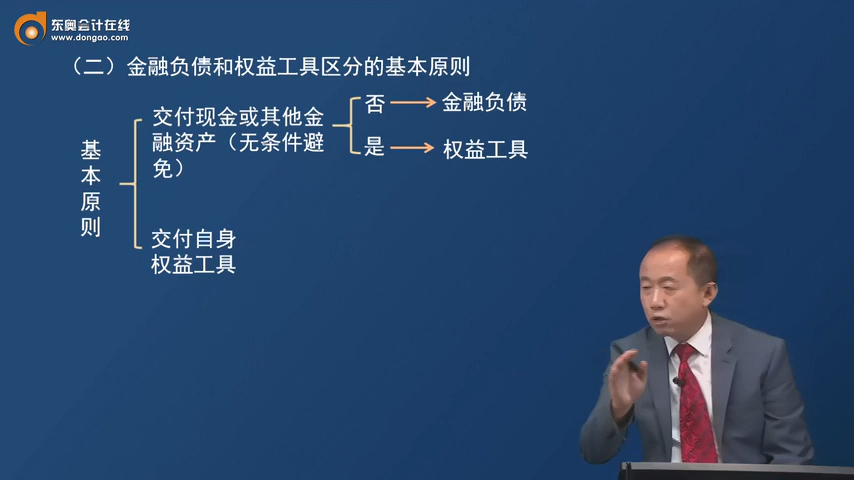 东奥会计在线
www.dongao.com
（二）金融负债和权益工具区分的基本原则
基本原则
交付现金或其他金
融资产（无条件避
免）
否
金融负债
是
权益工具
交付自身
权益工具